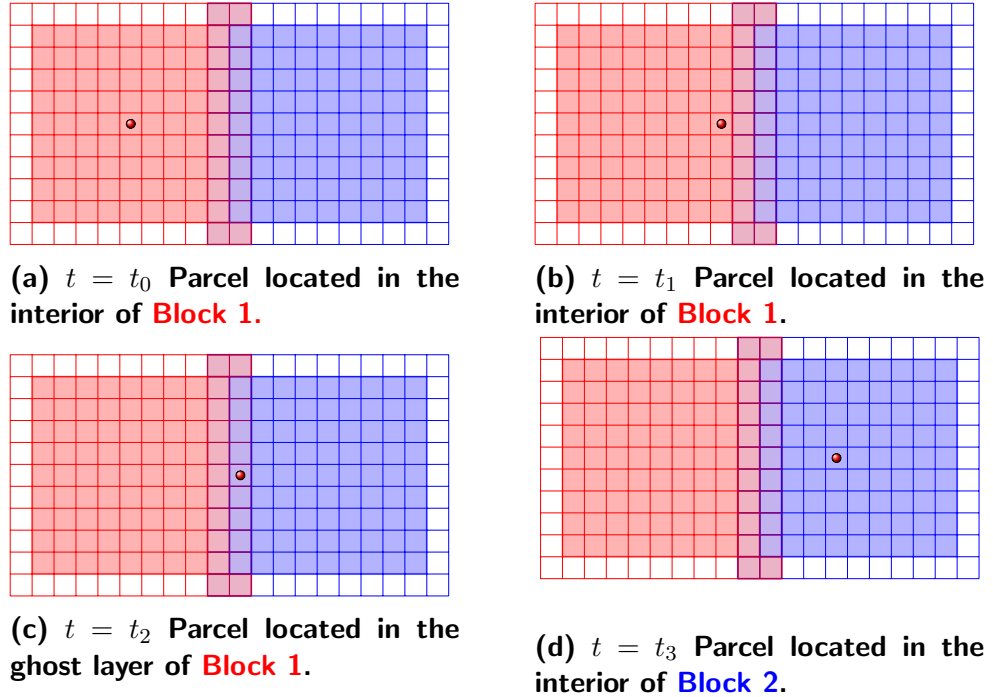 (a) t = t₀ Parcel located in the
interior of Block 1.
(b) t = t₁ Parcel located in the
interior of Block 1.
(c) t = t₂ Parcel located in the
ghost layer of Block 1.
(d) t = t₃ Parcel located in the
interior of Block 2.